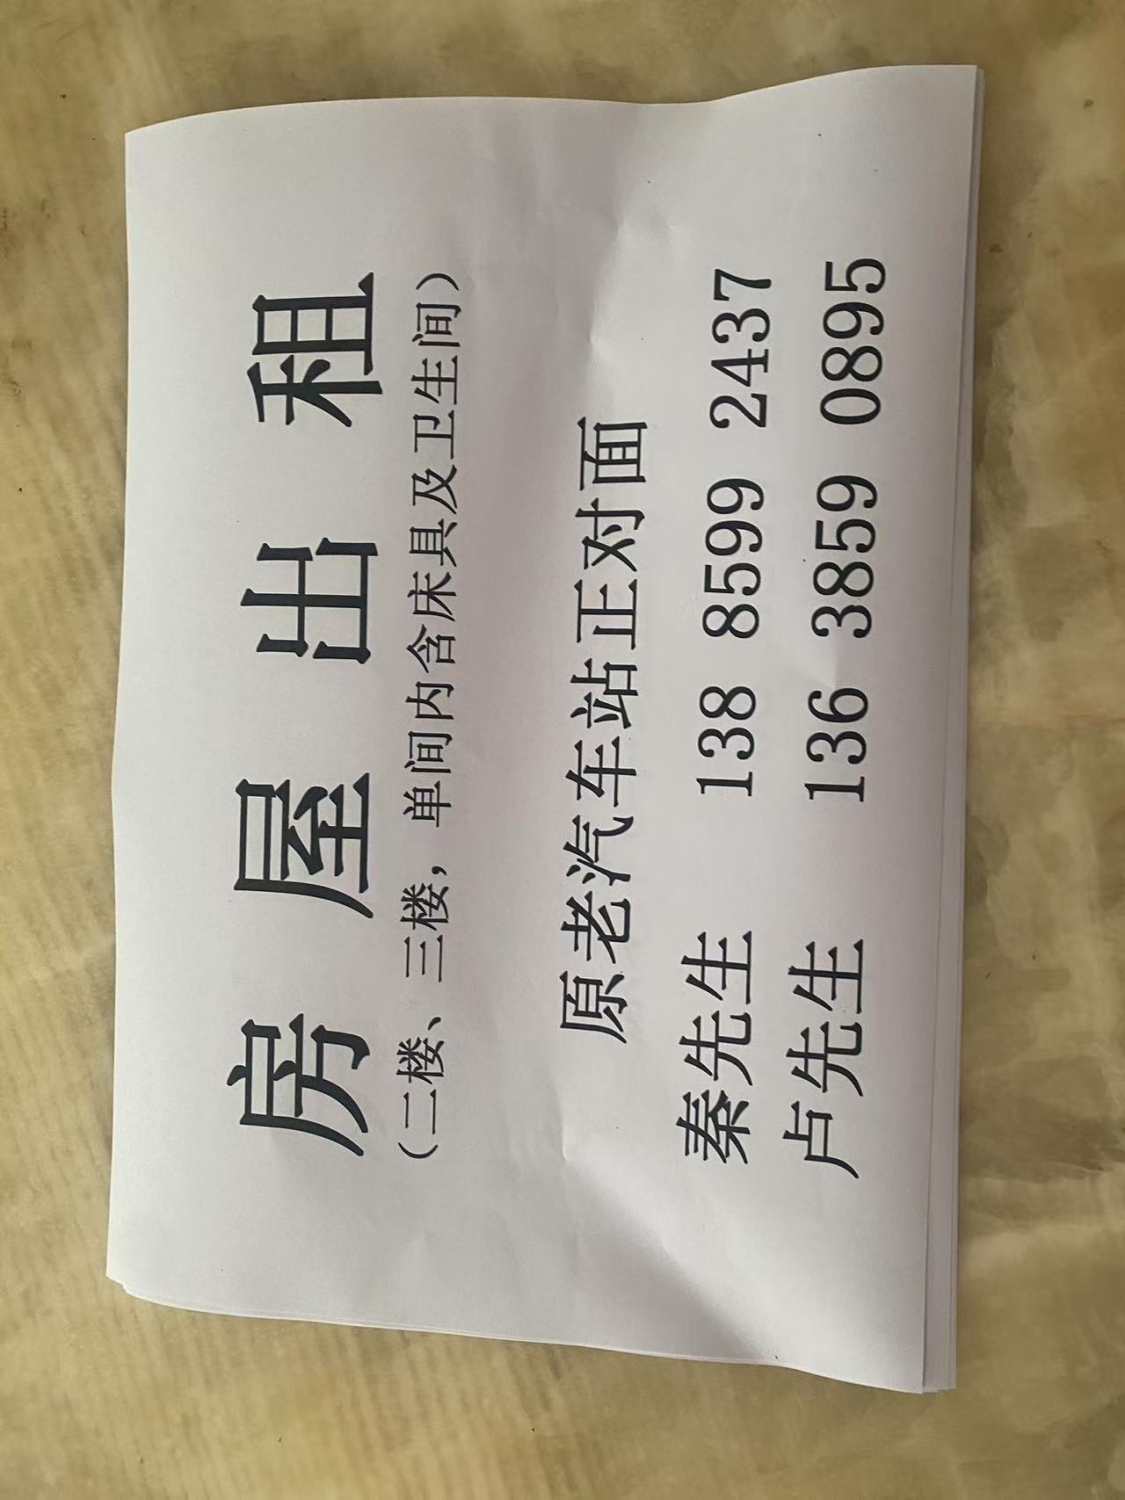 房屋出租
（二楼、三楼，单间内含床具及卫生间）
原老汽车站正对面
秦先生 138 8599 2437
卢先生 136 3859 0895